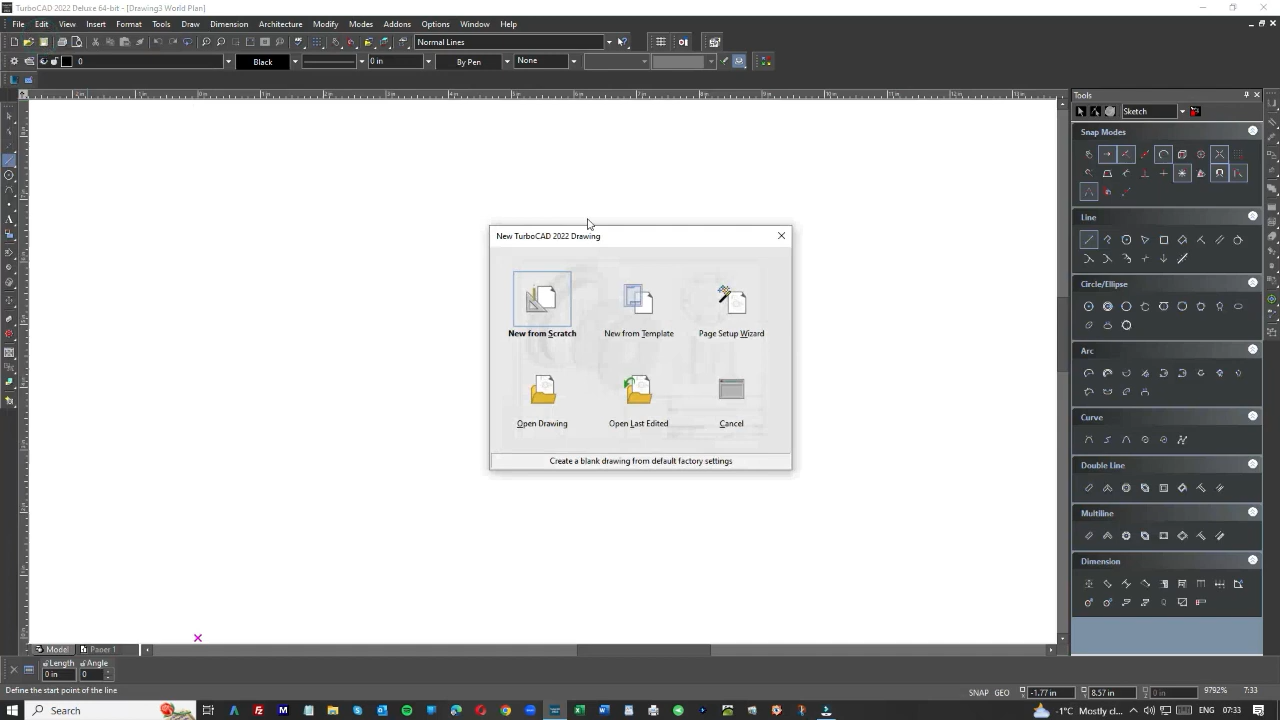 TurboCAD 2022 Deluxe 64-bit - [Drawing3 World Plan]
File Edit View Insert Format Tools Draw Dimension Architecture Modify Modes Addons Options Window Help
Normal Lines
0 Black 0 in By Pen None
Tools
Sketch
Snap Modes
Line
Circle/Ellipse
Arc
Curve
Double Line
Multiline
Dimension
New TurboCAD 2022 Drawing
New from Scratch New from Template Page Setup Wizard
Open Drawing Open Last Edited Cancel
Create a blank drawing from default factory settings
Model Paper 1
Length Angle
0 in 0
Define the start point of the line
SNAP GEO -1.77 in 8.57 in 0 in 9792% 7:33
Search
-1°C Mostly cl... ENG 07:33